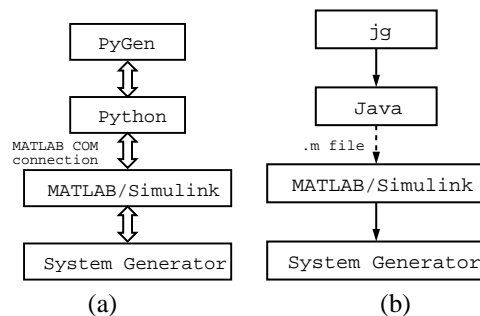 PyGen
Python
MATLAB COM
connection
MATLAB/Simulink
System Generator
(a)
jg
Java
.m file
MATLAB/Simulink
System Generator
(b)